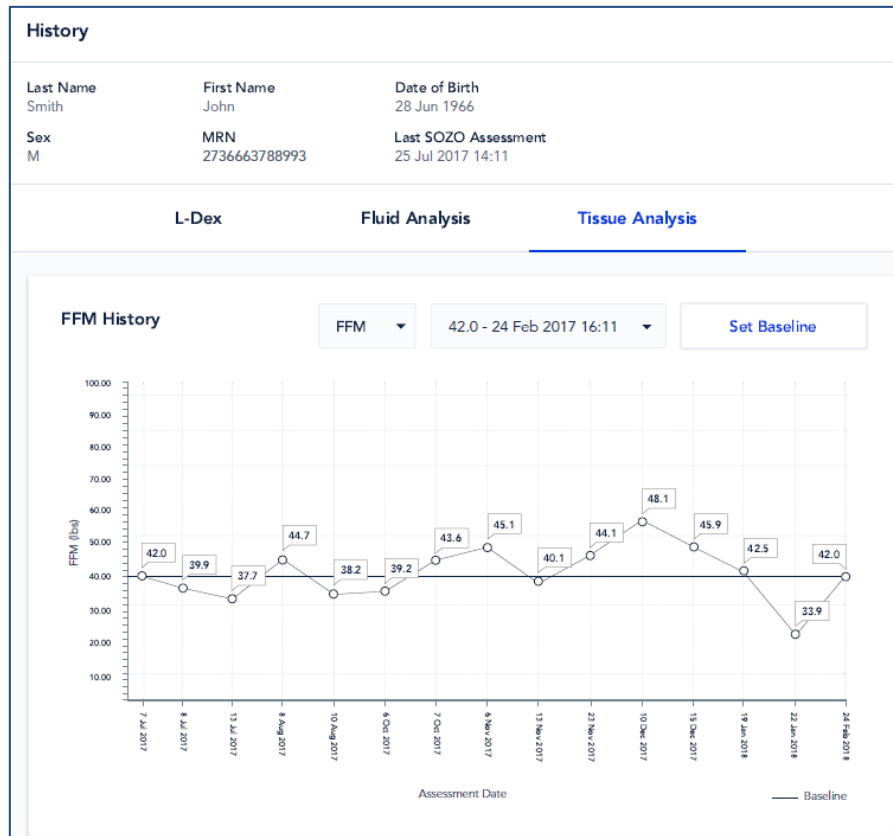 History
Last Name First Name Date of Birth
Smith John 28 Jun 1966
Sex MRN Last SOZO Assessment
M 2736663788993 25 Jul 2017 14:11
L-Dex Fluid Analysis Tissue Analysis
FFM History FFM 42.0 - 24 Feb 2017 16:11 Set Baseline
100.00
90.00
80.00
70.00
60.00
50.00
40.00
30.00
20.00
10.00
FFM (lbs)
42.0
39.9
37.7
44.7
38.2
39.2
43.6
45.1
40.1
44.1
48.1
45.9
42.5
33.9
42.0
7 Jul 2017
8 Jul 2017
13 Jul 2017
8 Aug 2017
10 Aug 2017
6 Oct 2017
7 Oct 2017
6 Nov 2017
13 Nov 2017
23 Nov 2017
10 Dec 2017
15 Dec 2017
19 Jan 2018
22 Jan 2018
24 Feb 2018
Assessment Date
Baseline